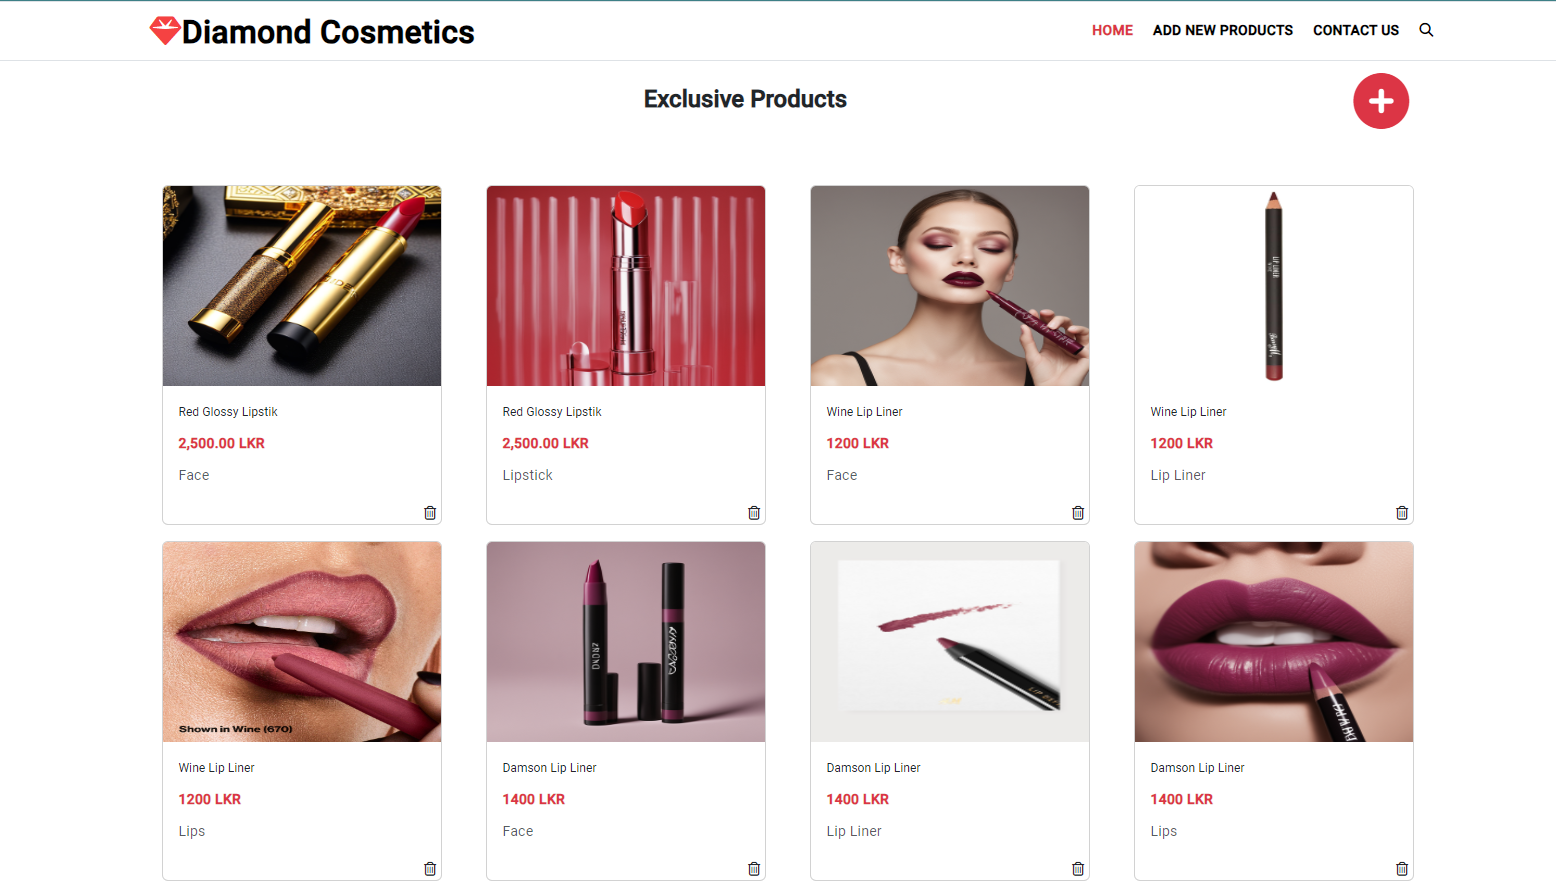 Diamond Cosmetics
HOME ADD NEW PRODUCTS CONTACT US
Exclusive Products
Red Glossy Lipstik
2,500.00 LKR
Face
Red Glossy Lipstik
2,500.00 LKR
Lipstick
Wine Lip Liner
1200 LKR
Face
LIP LINER
Wine Lip Liner
1200 LKR
Lip Liner
Shown in Wine (670)
Wine Lip Liner
1200 LKR
Lips
Damson Lip Liner
1400 LKR
Face
Damson Lip Liner
1400 LKR
Lip Liner
Damson Lip Liner
1400 LKR
Lips